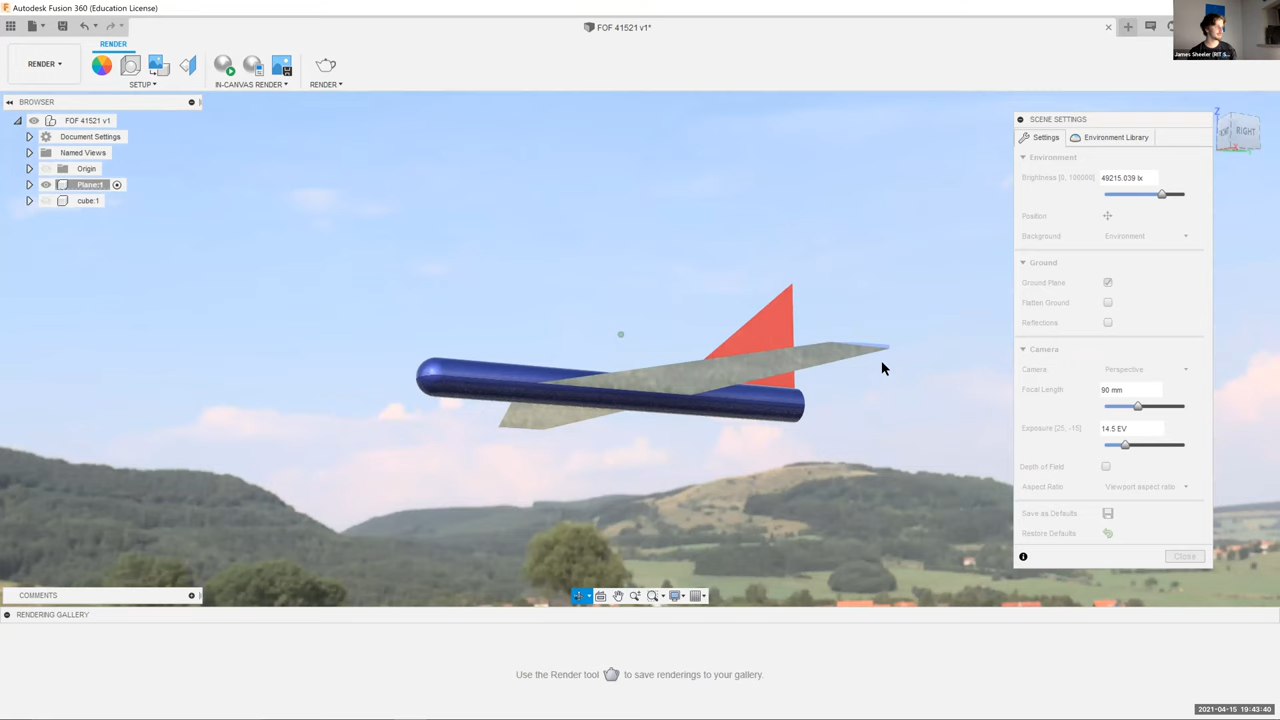 Autodesk Fusion 360 (Education License)
FOF 41521 v1*
James Sheeler (RIT S...
RENDER
RENDER
SETUP
IN-CANVAS RENDER
RENDER
BROWSER
FOF 41521 v1
Document Settings
Named Views
Origin
Plane:1
cube:1
Z
RIGHT
X
SCENE SETTINGS
Settings
Environment Library
Environment
Brightness [0, 100000]
49215.039 lx
Position
Background
Environment
Ground
Ground Plane
Flatten Ground
Reflections
Camera
Camera
Perspective
Focal Length
90 mm
Exposure [25, -15]
14.5 EV
Depth of Field
Aspect Ratio
Viewport aspect ratio
Save as Defaults
Restore Defaults
Close
COMMENTS
RENDERING GALLERY
Use the Render tool to save renderings to your gallery.
2021-04-15 19:43:40